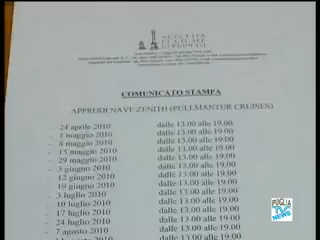 COMUNICATO STAMPA
APPRODI NAVE ZENITH (PULLMANTUR CRUISES)
- 24 aprile 2010 dalle 13.00 alle 19.00
- 1 maggio 2010 dalle 13.00 alle 19.00
- 8 maggio 2010 dalle 13.00 alle 19.00
- 15 maggio 2010 dalle 13.00 alle 19.00
- 29 maggio 2010 dalle 13.00 alle 19.00
- 5 giugno 2010 dalle 13.00 alle 19.00
- 12 giugno 2010 dalle 13.00 alle 19.00
- 19 giugno 2010 dalle 13.00 alle 19.00
- 3 luglio 2010 dalle 13.00 alle 19.00
- 10 luglio 2010 dalle 13.00 alle 19.00
- 17 luglio 2010 dalle 13.00 alle 19.00
- 24 luglio 2010 dalle 13.00 alle 19.00
- 7 agosto 2010 dalle 13.00 alle 19.00
PUGLIA
TV
NEWS